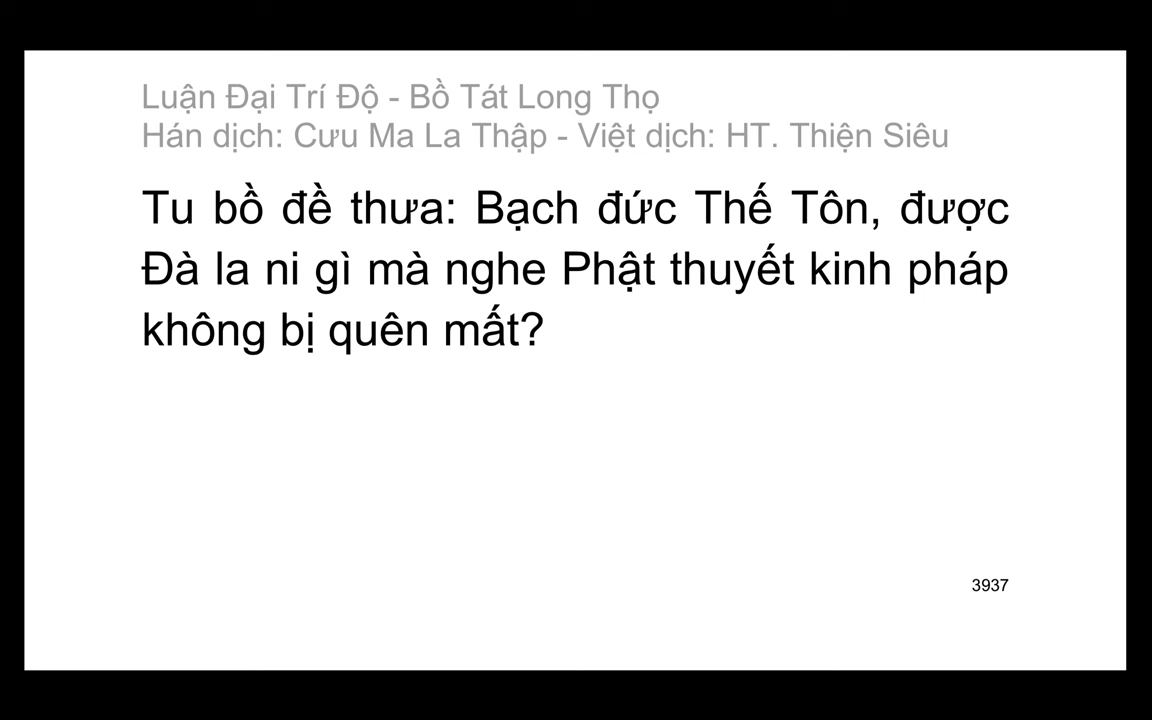 Luận Đại Trí Độ - Bồ Tát Long Thọ
Hán dịch: Cưu Ma La Thập - Việt dịch: HT. Thiện Siêu
Tu bồ đề thưa: Bạch đức Thế Tôn, được
Đà la ni gì mà nghe Phật thuyết kinh pháp
không bị quên mất?
3937